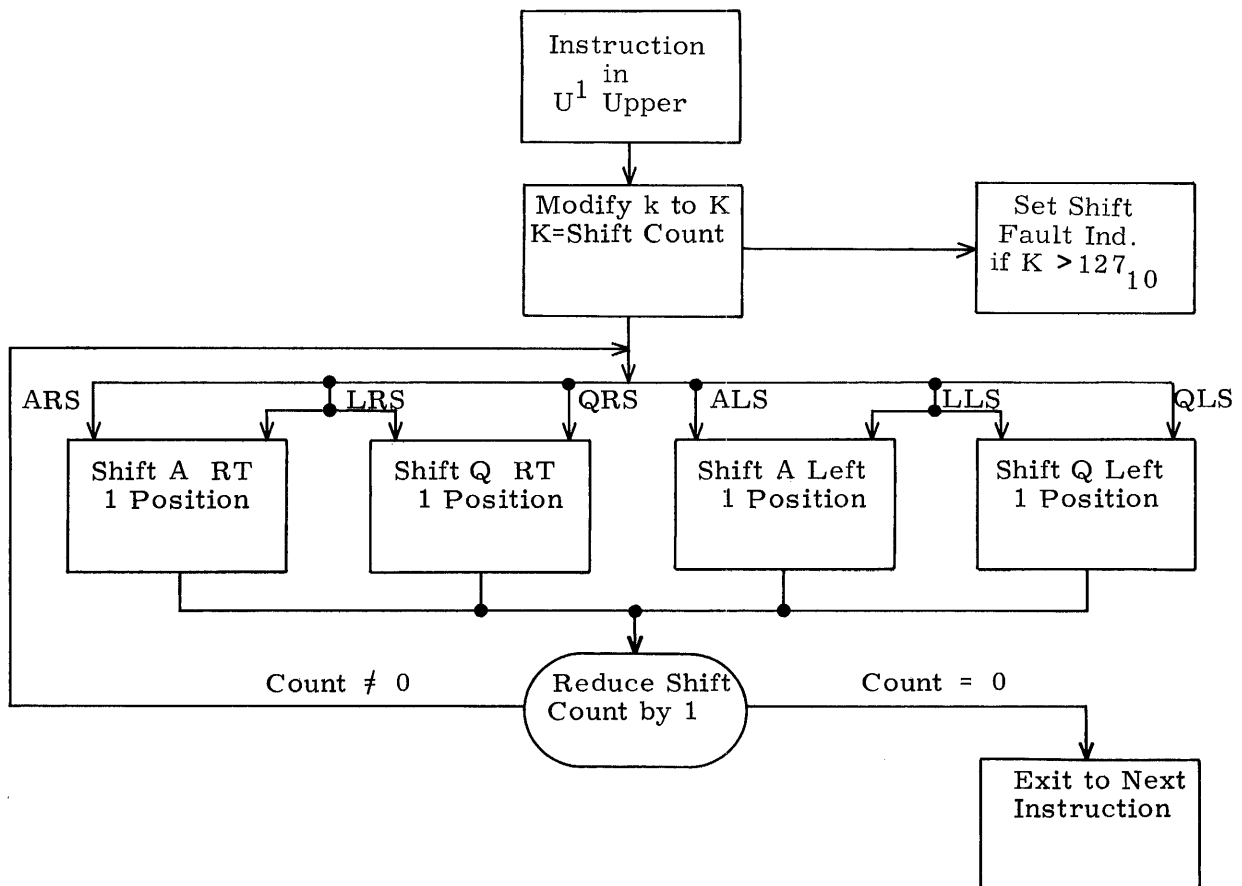 Instruction
in
U¹ Upper
Modify k to K
K=Shift Count
Set Shift
Fault Ind.
if K > 127₁₀
ARS
LRS
QRS
ALS
LLS
QLS
Shift A RT
1 Position
Shift Q RT
1 Position
Shift A Left
1 Position
Shift Q Left
1 Position
Count ≠ 0
Reduce Shift
Count by 1
Count = 0
Exit to Next
Instruction